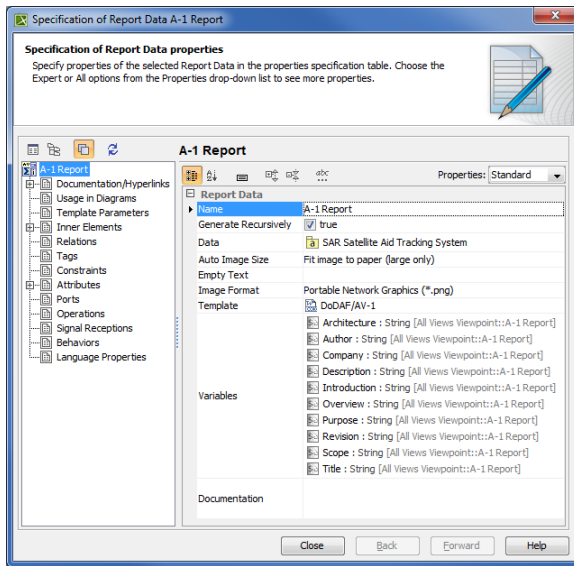 Specification of Report Data A-1 Report
Specification of Report Data properties
Specify properties of the selected Report Data in the properties specification table. Choose the
Expert or All options from the Properties drop-down list to see more properties.
A-1 Report
Properties: Standard
A-1 Report
Documentation/Hyperlinks
Usage in Diagrams
Template Parameters
Inner Elements
Relations
Tags
Constraints
Attributes
Ports
Operations
Signal Receptions
Behaviors
Language Properties
Report Data
Name A-1 Report
Generate Recursively true
Data SAR Satellite Aid Tracking System
Auto Image Size Fit image to paper (large only)
Empty Text
Image Format Portable Network Graphics (*.png)
Template DoDAF/AV-1
Variables
Architecture : String [All Views Viewpoint::A-1 Report]
Author : String [All Views Viewpoint::A-1 Report]
Company : String [All Views Viewpoint::A-1 Report]
Description : String [All Views Viewpoint::A-1 Report]
Introduction : String [All Views Viewpoint::A-1 Report]
Overview : String [All Views Viewpoint::A-1 Report]
Purpose : String [All Views Viewpoint::A-1 Report]
Revision : String [All Views Viewpoint::A-1 Report]
Scope : String [All Views Viewpoint::A-1 Report]
Title : String [All Views Viewpoint::A-1 Report]
Documentation
Close Back Forward Help